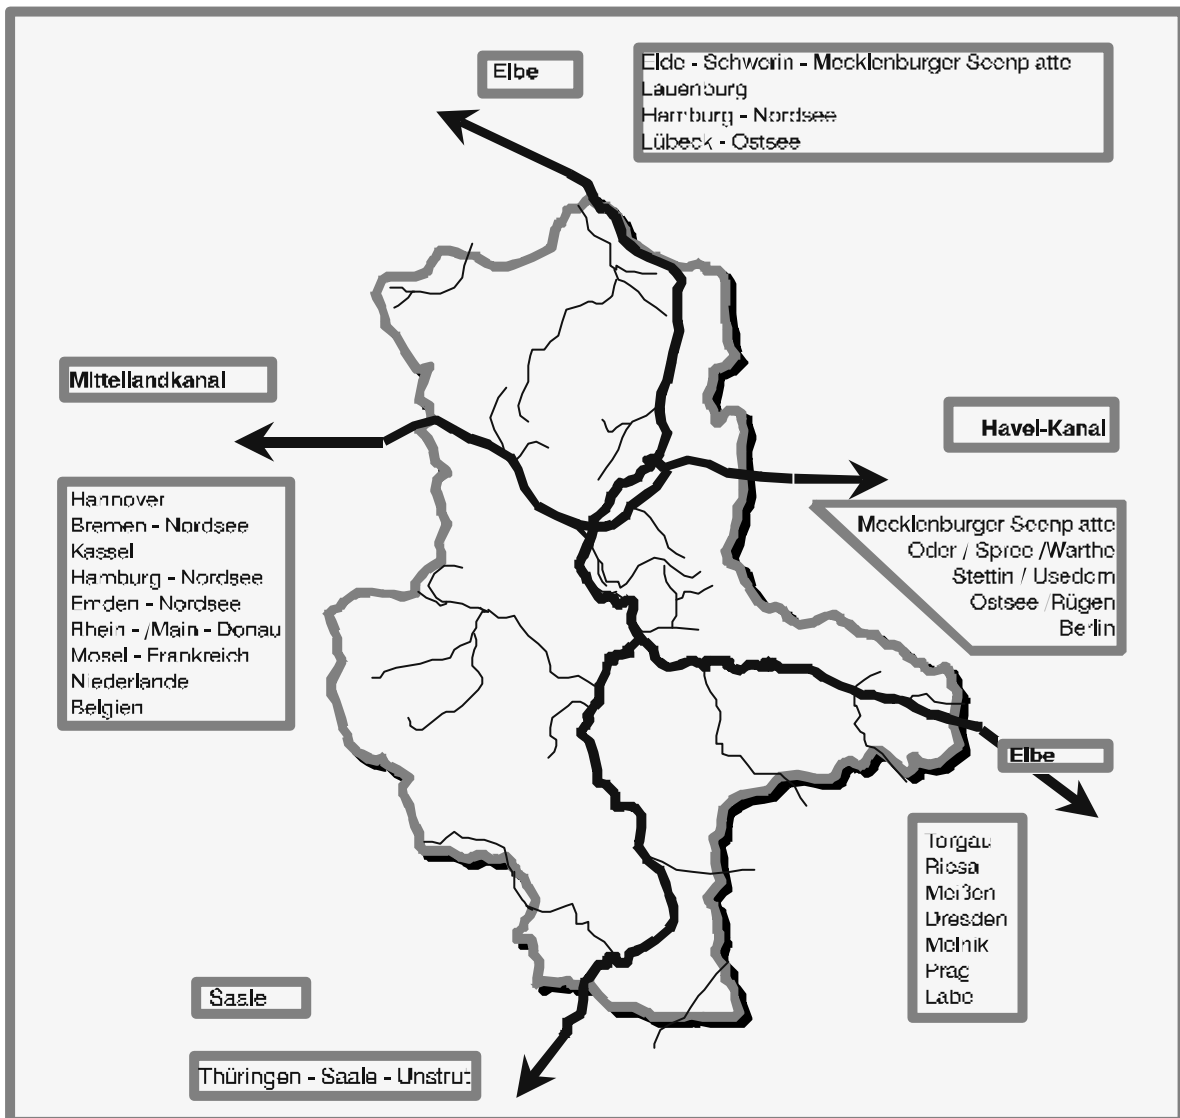 Elbe
Elde - Schwerin - Mecklenburger Seenplatte
Lauenburg
Hamburg - Nordsee
Lübeck - Ostsee
Mittellandkanal
Hannover
Bremen - Nordsee
Kassel
Hamburg - Nordsee
Emden - Nordsee
Rhein - /Main - Donau
Mosel - Frankreich
Niederlande
Belgien
Havel-Kanal
Mecklenburger Seenplatte
Oder / Spree /Warthe
Stettin / Usedom
Ostsee /Rügen
Berlin
Elbe
Torgau
Riesa
Meißen
Dresden
Melnik
Prag
Labe
Saale
Thüringen - Saale - Unstrut